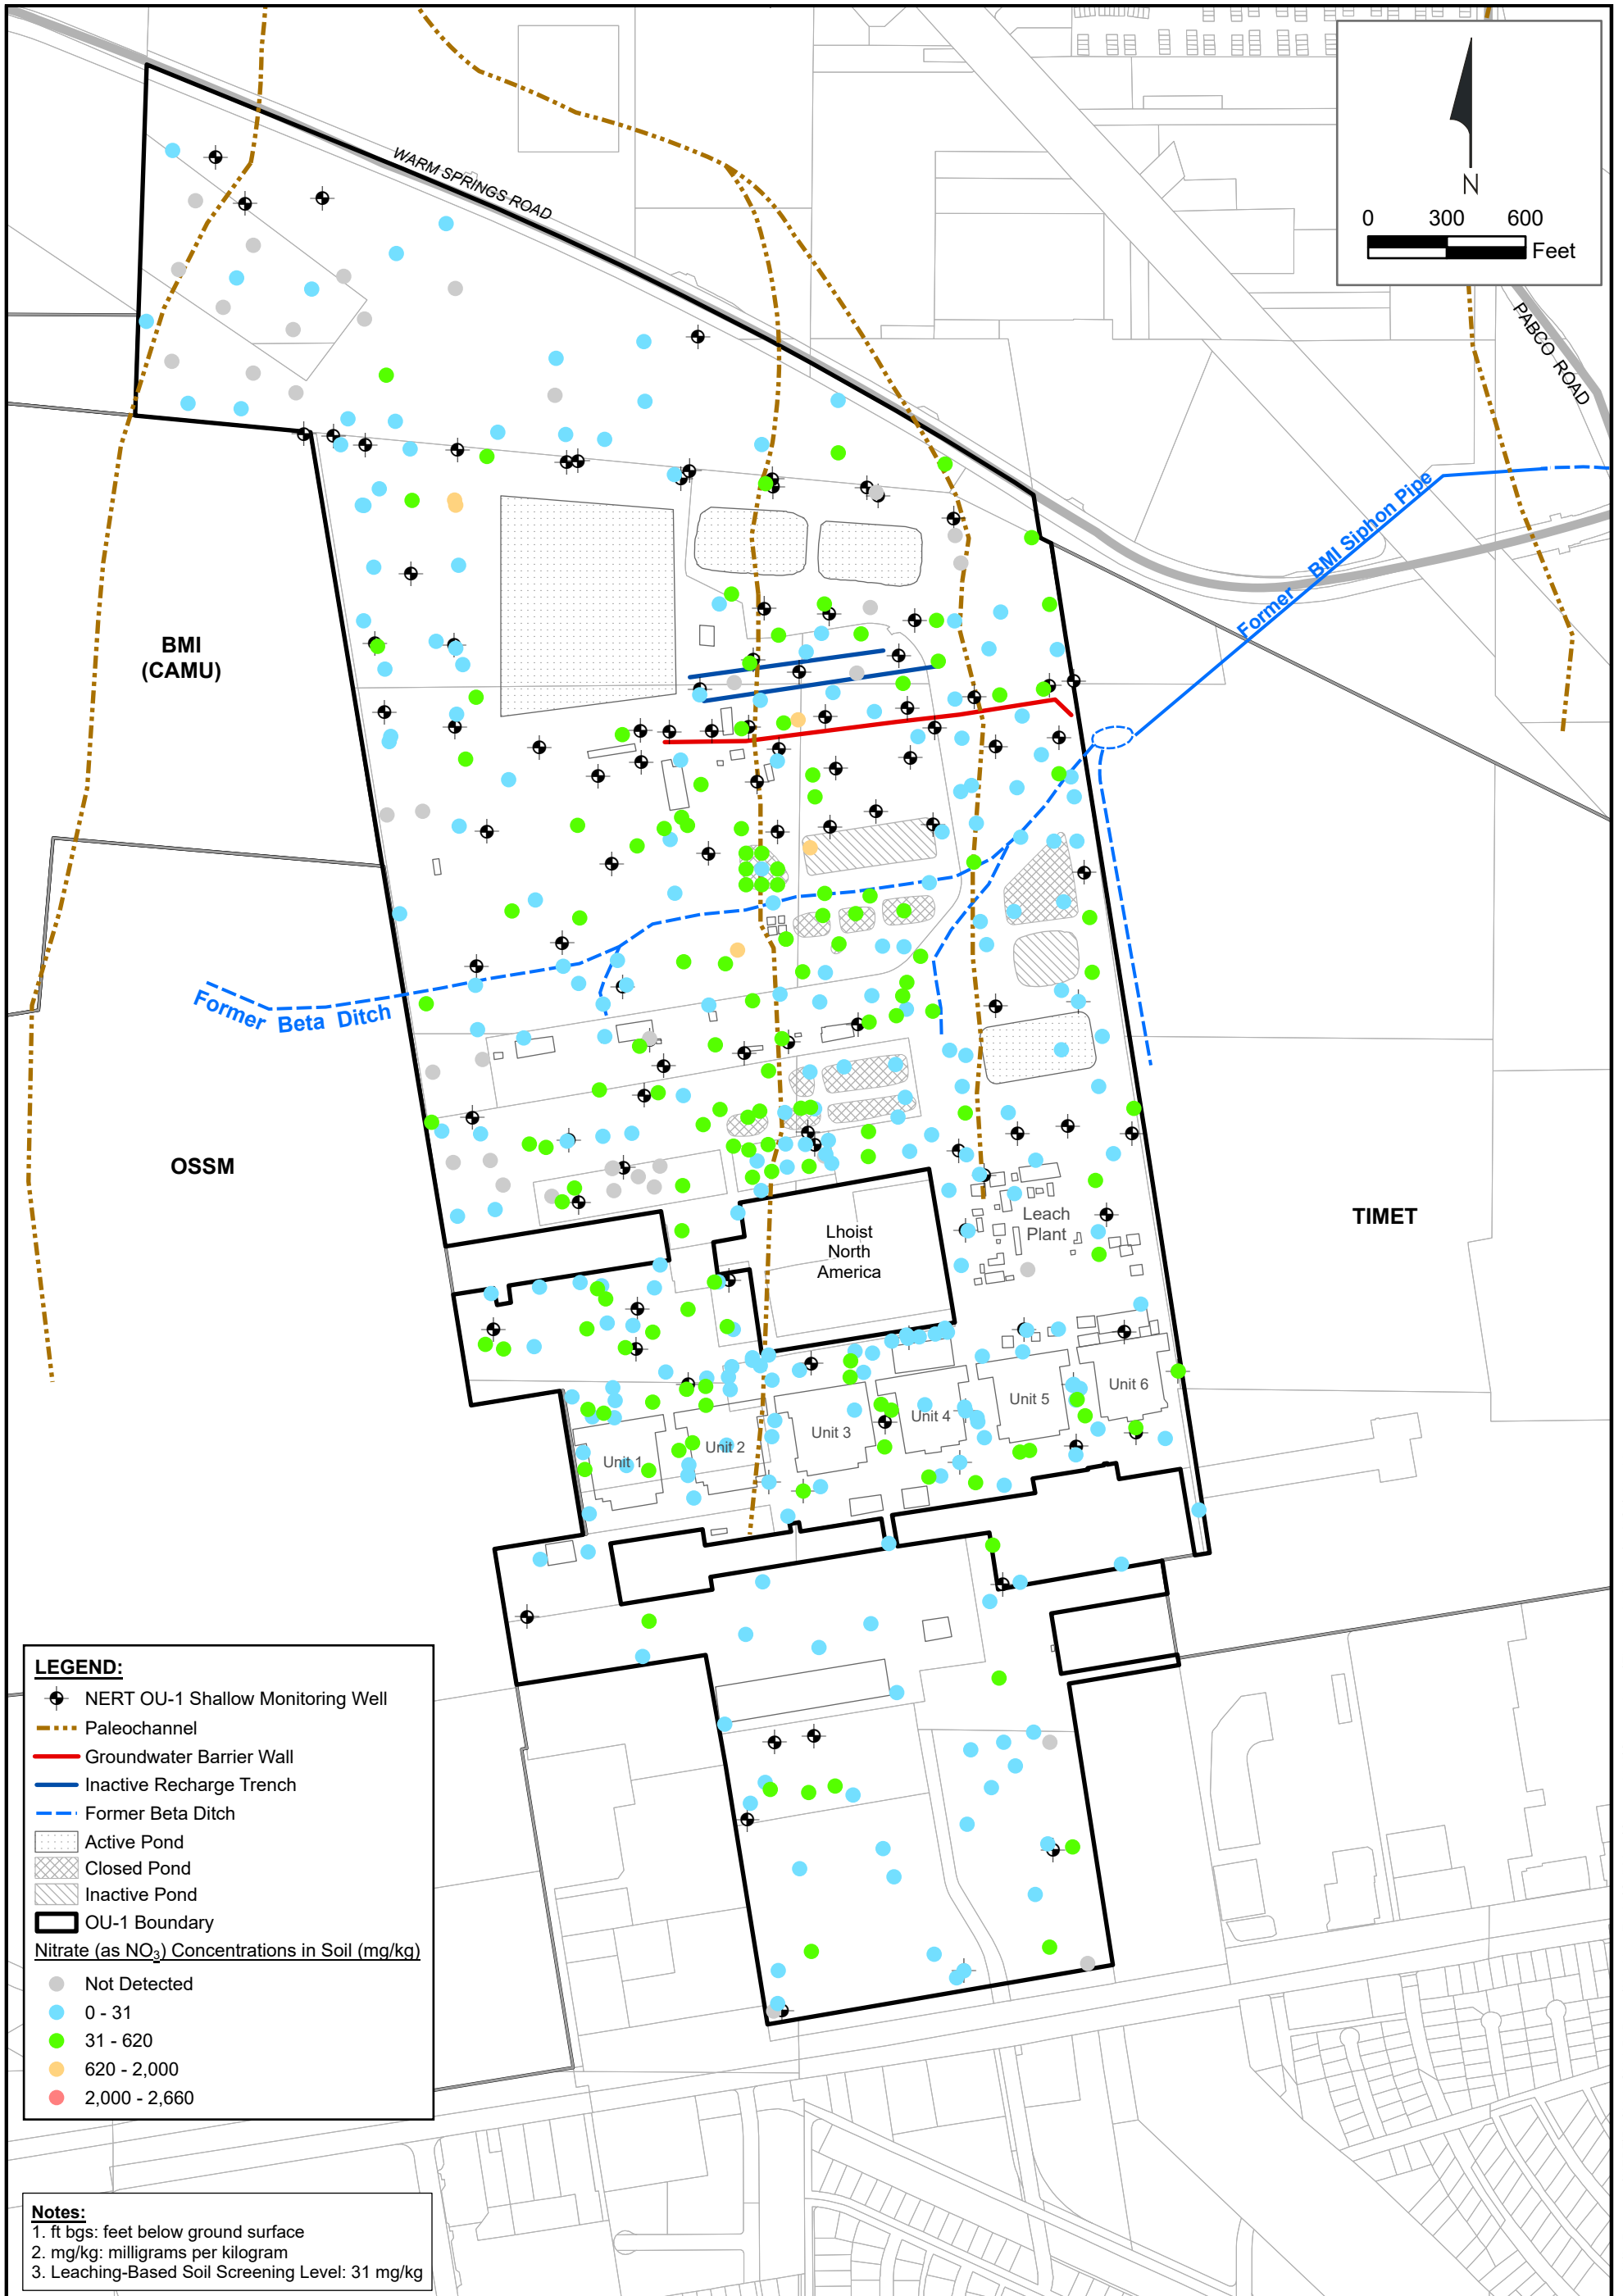 WARM SPRINGS ROAD
N
0 300 600
Feet
PABCO ROAD
Former BMI Siphon Pipe
BMI
(CAMU)
Former Beta Ditch
OSSM
TIMET
Lhoist
North
America
Leach
Plant
Unit 6
Unit 5
Unit 4
Unit 3
Unit 2
Unit 1
LEGEND:
NERT OU-1 Shallow Monitoring Well
Paleochannel
Groundwater Barrier Wall
Inactive Recharge Trench
Former Beta Ditch
Active Pond
Closed Pond
Inactive Pond
OU-1 Boundary
Nitrate (as NO3) Concentrations in Soil (mg/kg)
Not Detected
0 - 31
31 - 620
620 - 2,000
2,000 - 2,660
Notes:
1. ft bgs: feet below ground surface
2. mg/kg: milligrams per kilogram
3. Leaching-Based Soil Screening Level: 31 mg/kg